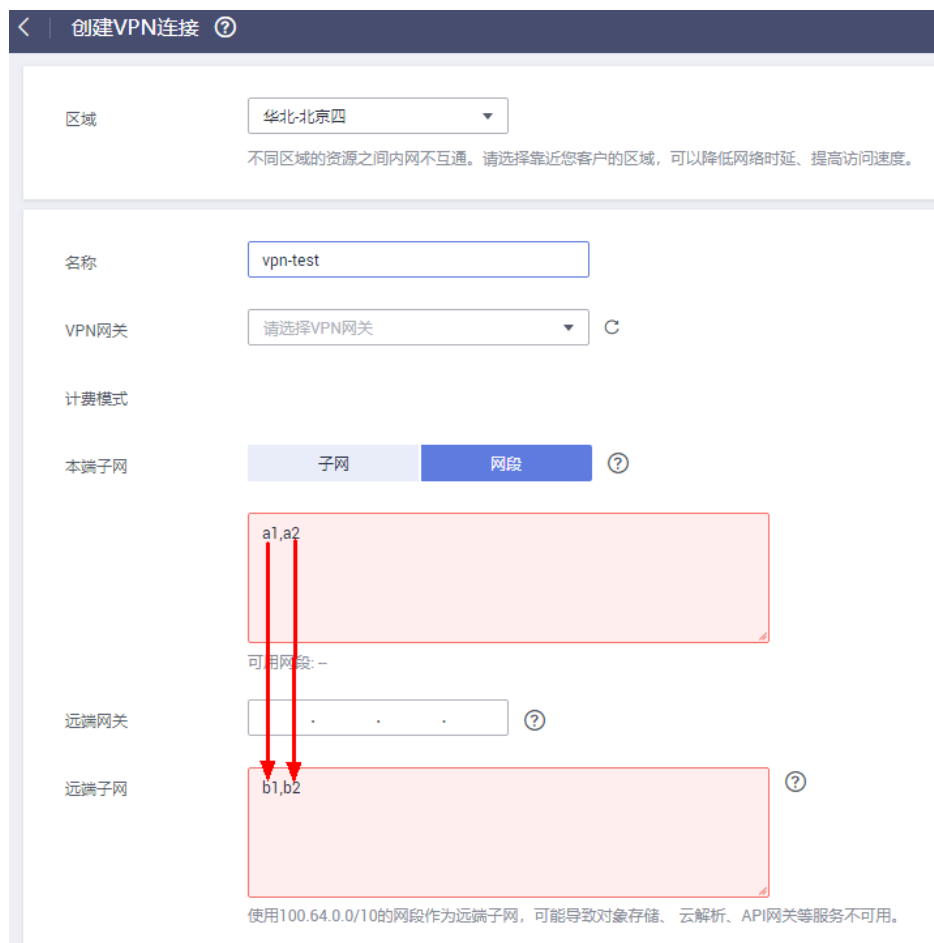 创建VPN连接
区域
华北-北京四
不同区域的资源之间内网不互通。请选择靠近您客户的区域，可以降低网络时延、提高访问速度。
名称
vpn-test
VPN网关
请选择VPN网关
计费模式
本端子网
子网
网段
a1,a2
可用网段: --
远端网关
. . .
远端子网
b1,b2
使用100.64.0.0/10的网段作为远端子网，可能导致对象存储、 云解析、API网关等服务不可用。